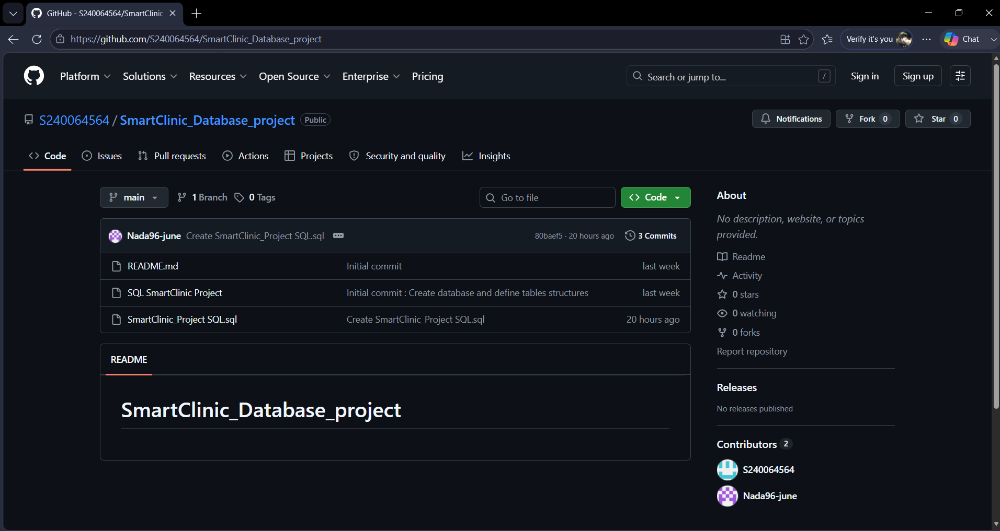 GitHub - S240064564/SmartClinic_
https://github.com/S240064564/SmartClinic_Database_project
Verify it's you
Chat
Platform Solutions Resources Open Source Enterprise Pricing
Search or jump to... /
Sign in
Sign up
S240064564 / SmartClinic_Database_project Public
Notifications
Fork 0
Star 0
Code Issues Pull requests Actions Projects Security and quality Insights
main 1 Branch 0 Tags
Go to file
Code
Nada96-june Create SmartClinic_Project SQL.sql
80baef5 · 20 hours ago
3 Commits
README.md Initial commit last week
SQL SmartClinic Project Initial commit : Create database and define tables structures last week
SmartClinic_Project SQL.sql Create SmartClinic_Project SQL.sql 20 hours ago
README
SmartClinic_Database_project
About
No description, website, or topics
provided.
Readme
Activity
0 stars
0 watching
0 forks
Report repository
Releases
No releases published
Contributors 2
S240064564
Nada96-june